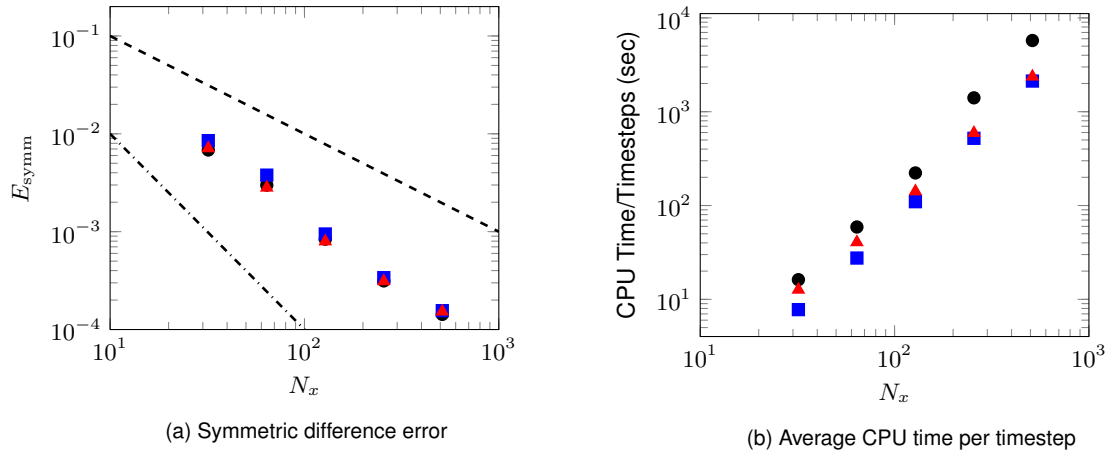 10^1
10^2
10^3
10^{-4}
10^{-3}
10^{-2}
10^{-1}
N_x
E_symm
(a) Symmetric difference error
10^1
10^2
10^3
10^1
10^2
10^3
10^4
N_x
CPU Time/Timesteps (sec)
(b) Average CPU time per timestep